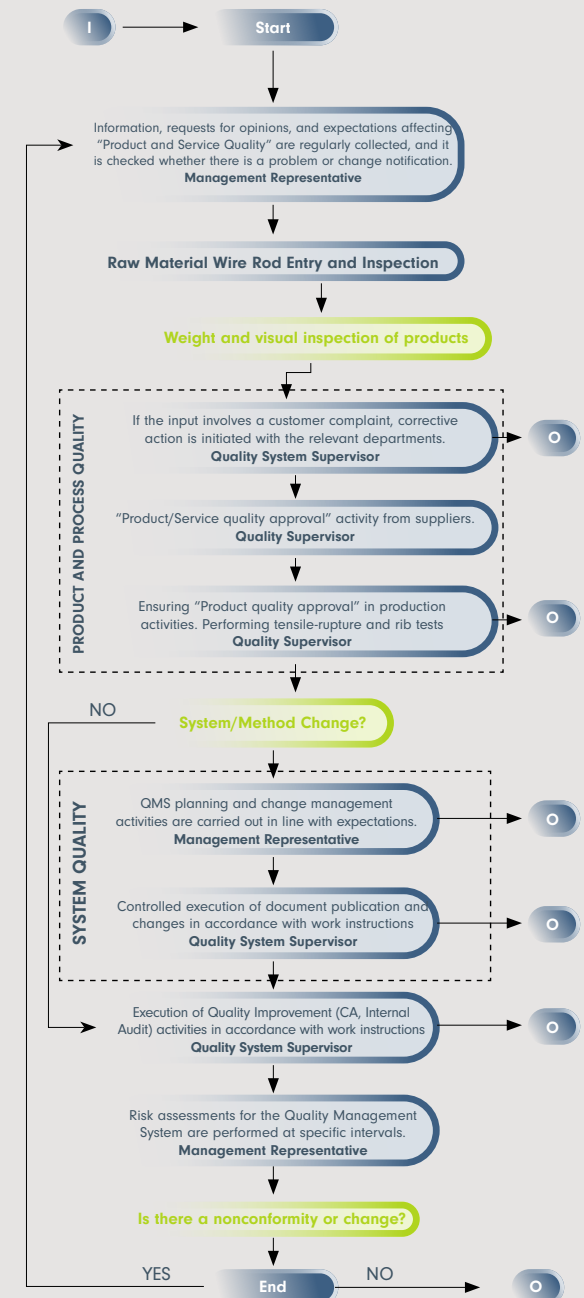 I
Start
Information, requests for opinions, and expectations affecting
“Product and Service Quality” are regularly collected, and it
is checked whether there is a problem or change notification.
Management Representative
Raw Material Wire Rod Entry and Inspection
Weight and visual inspection of products
PRODUCT AND PROCESS QUALITY
If the input involves a customer complaint, corrective
action is initiated with the relevant departments.
Quality System Supervisor
O
“Product/Service quality approval” activity from suppliers.
Quality Supervisor
Ensuring “Product quality approval” in production
activities. Performing tensile-rupture and rib tests
Quality Supervisor
O
NO
System/Method Change?
SYSTEM QUALITY
QMS planning and change management
activities are carried out in line with expectations.
Management Representative
O
Controlled execution of document publication and
changes in accordance with work instructions
Quality System Supervisor
O
Execution of Quality Improvement (CA, Internal
Audit) activities in accordance with work instructions
Quality System Supervisor
O
Risk assessments for the Quality Management
System are performed at specific intervals.
Management Representative
Is there a nonconformity or change?
YES
End
NO
O